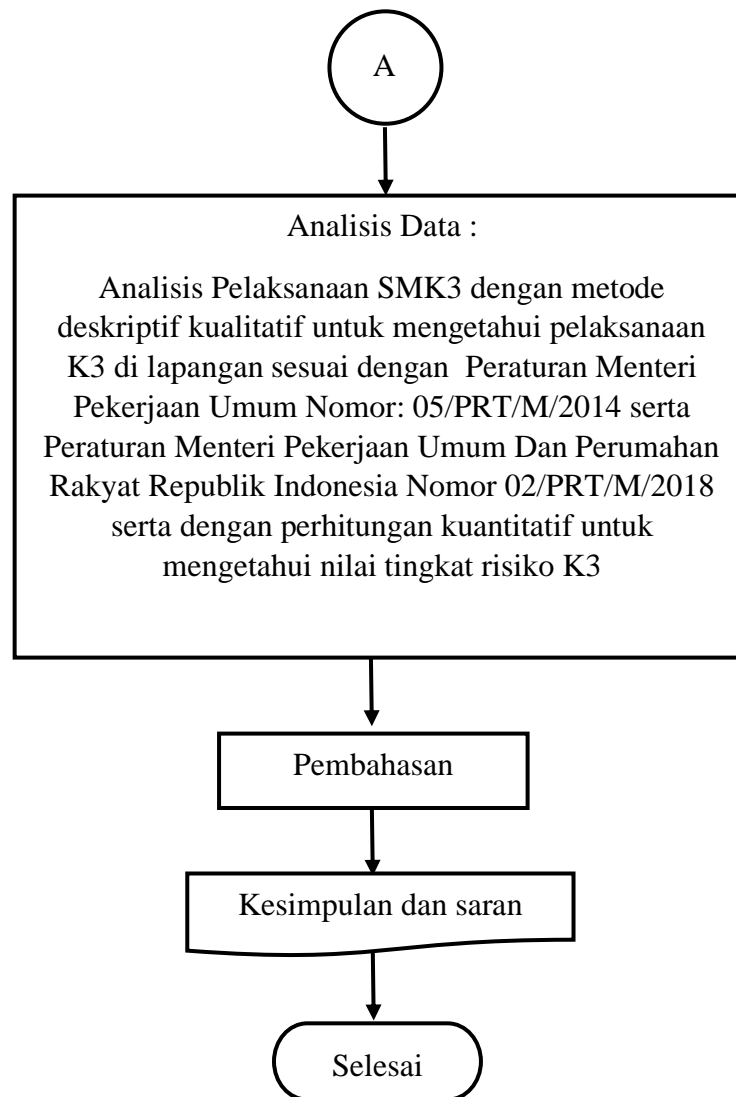 A
Analisis Data :
Analisis Pelaksanaan SMK3 dengan metode
deskriptif kualitatif untuk mengetahui pelaksanaan
K3 di lapangan sesuai dengan  Peraturan Menteri
Pekerjaan Umum Nomor: 05/PRT/M/2014 serta
Peraturan Menteri Pekerjaan Umum Dan Perumahan
Rakyat Republik Indonesia Nomor 02/PRT/M/2018
serta dengan perhitungan kuantitatif untuk
mengetahui nilai tingkat risiko K3
Pembahasan
Kesimpulan dan saran
Selesai